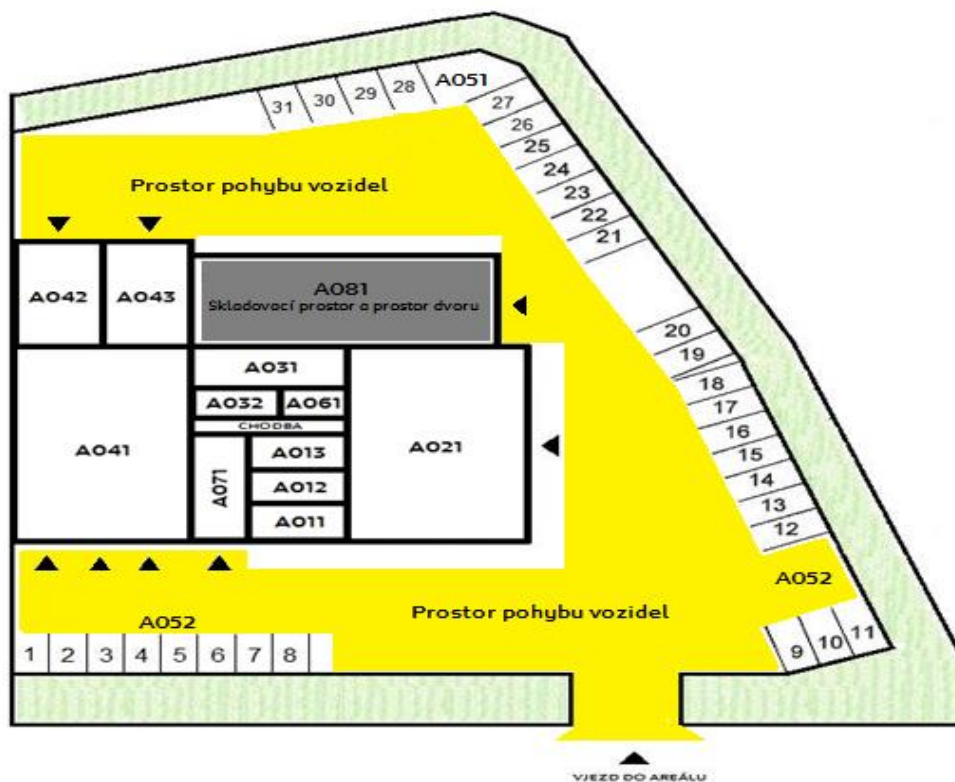 A051
28
29
30
31
27
26
25
24
23
22
21
Prostor pohybu vozidel
A042
A043
A081
Skladovací prostor a prostor dvoru
20
19
18
17
16
15
14
13
12
A031
A032
A061
CHODBA
A041
A071
A013
A012
A011
A021
A052
9
10
11
Prostor pohybu vozidel
A052
1
2
3
4
5
6
7
8
VJEZD DO AREÁLU